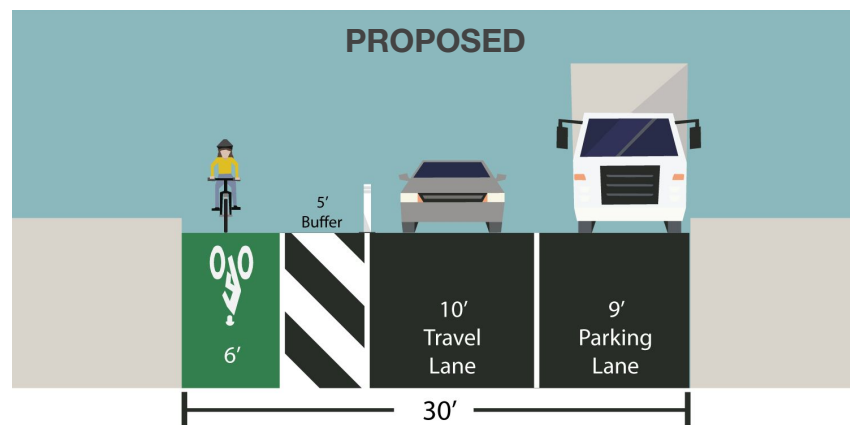 PROPOSED
5’
Buffer
6’
10’
Travel
Lane
9’
Parking
Lane
30’